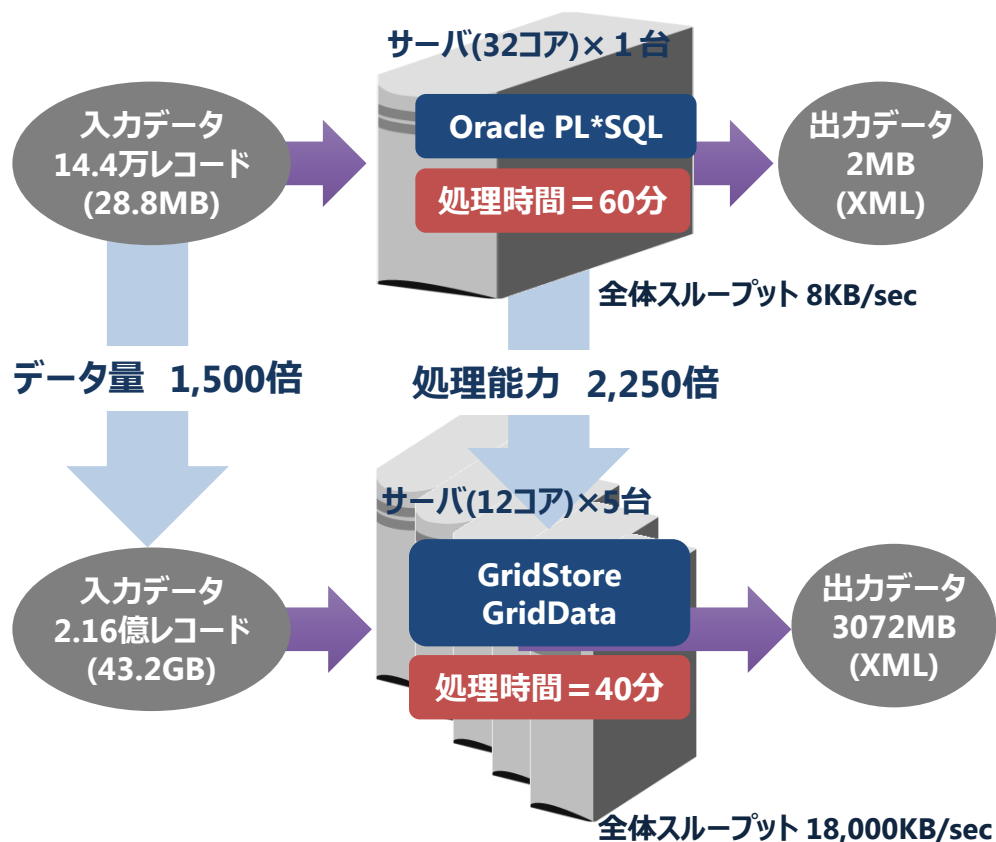 サーバ(32コア)×1台
入力データ
14.4万レコード
(28.8MB)
Oracle PL*SQL
処理時間＝60分
出力データ
2MB
(XML)
全体スループット 8KB/sec
データ量 1,500倍
処理能力 2,250倍
サーバ(12コア)×5台
入力データ
2.16億レコード
(43.2GB)
GridStore
GridData
処理時間＝40分
出力データ
3072MB
(XML)
全体スループット 18,000KB/sec